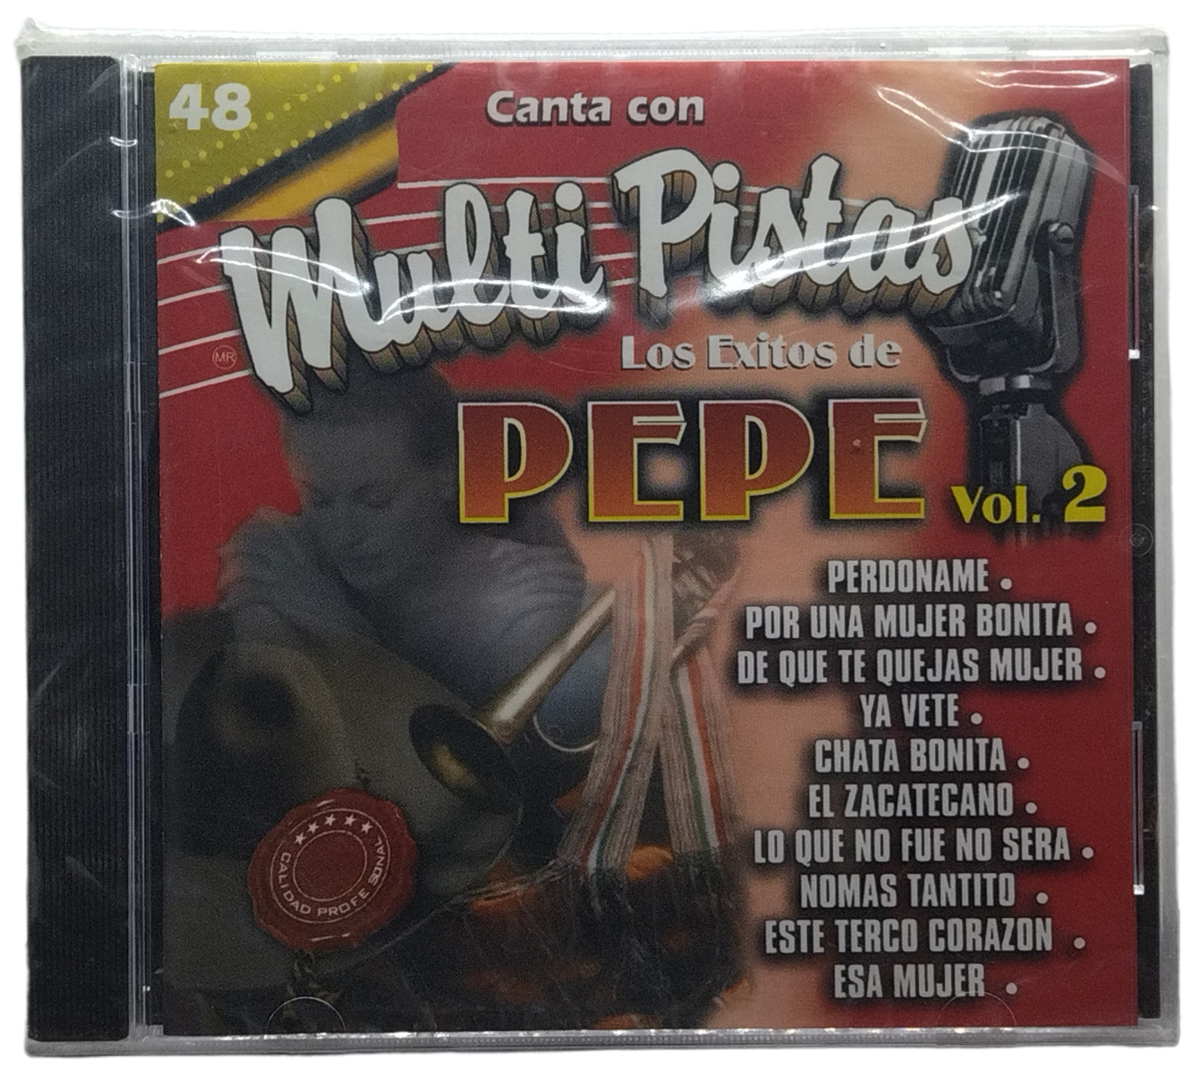 48
Canta con
Multi Pistas
MR
Los Exitos de
PEPE
Vol. 2
PERDONAME •
POR UNA MUJER BONITA •
DE QUE TE QUEJAS MUJER •
YA VETE •
CHATA BONITA •
EL ZACATECANO •
LO QUE NO FUE NO SERA •
NOMAS TANTITO •
ESTE TERCO CORAZON •
ESA MUJER •
★★★★★
CALIDAD PROFESIONAL